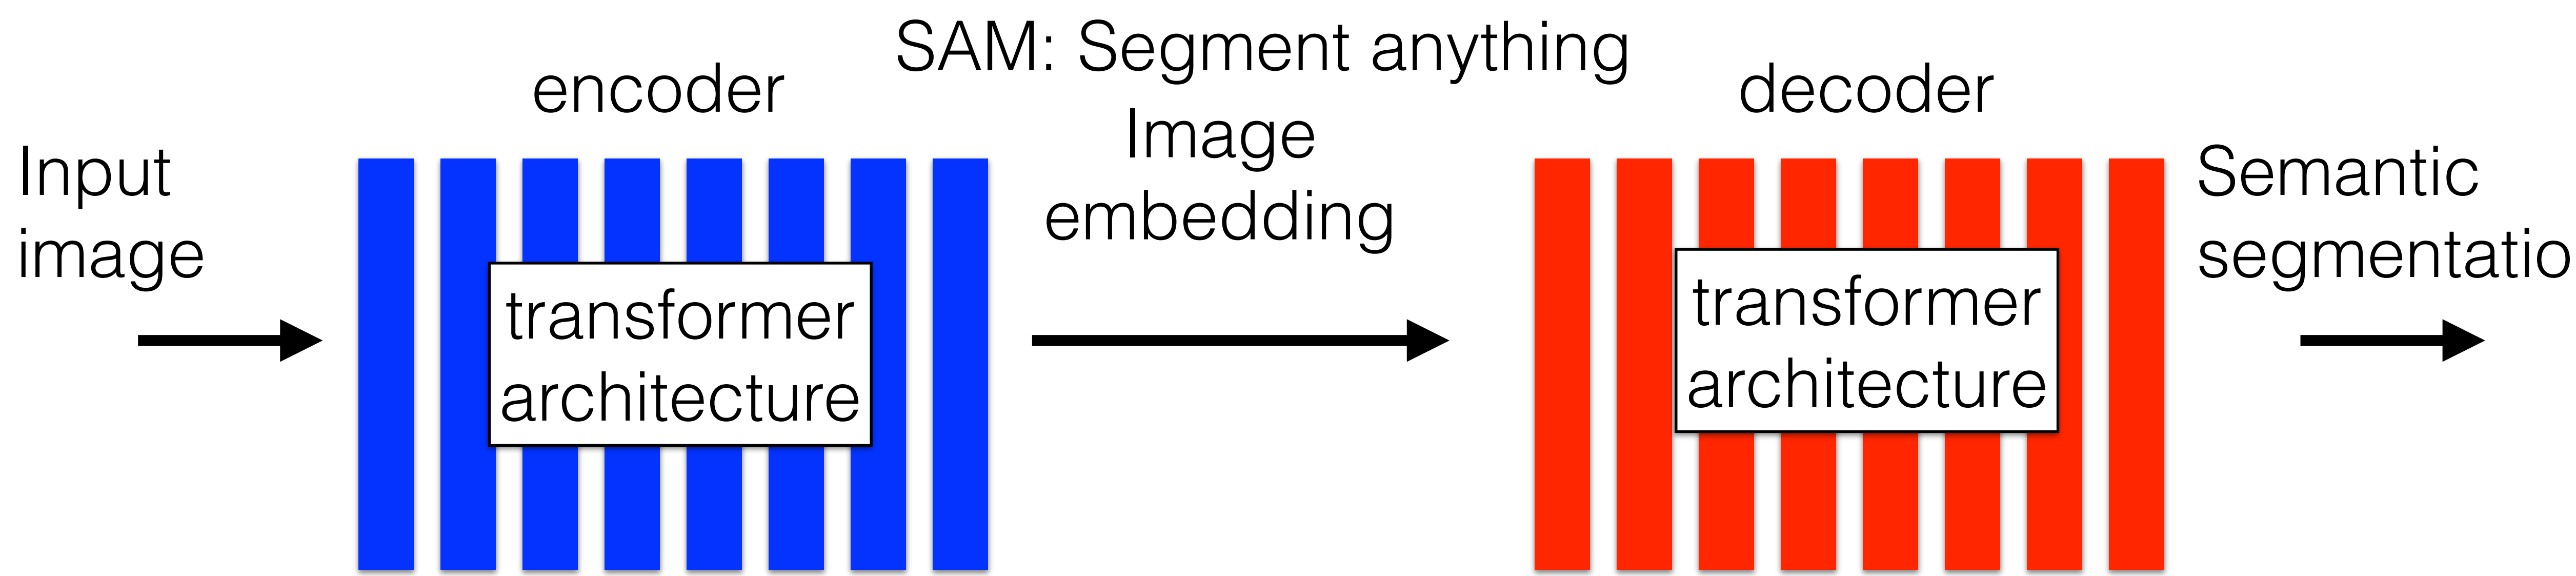 SAM: Segment anything
encoder
decoder
Input
image
Image
embedding
Semantic
segmentatio
transformer
architecture
transformer
architecture